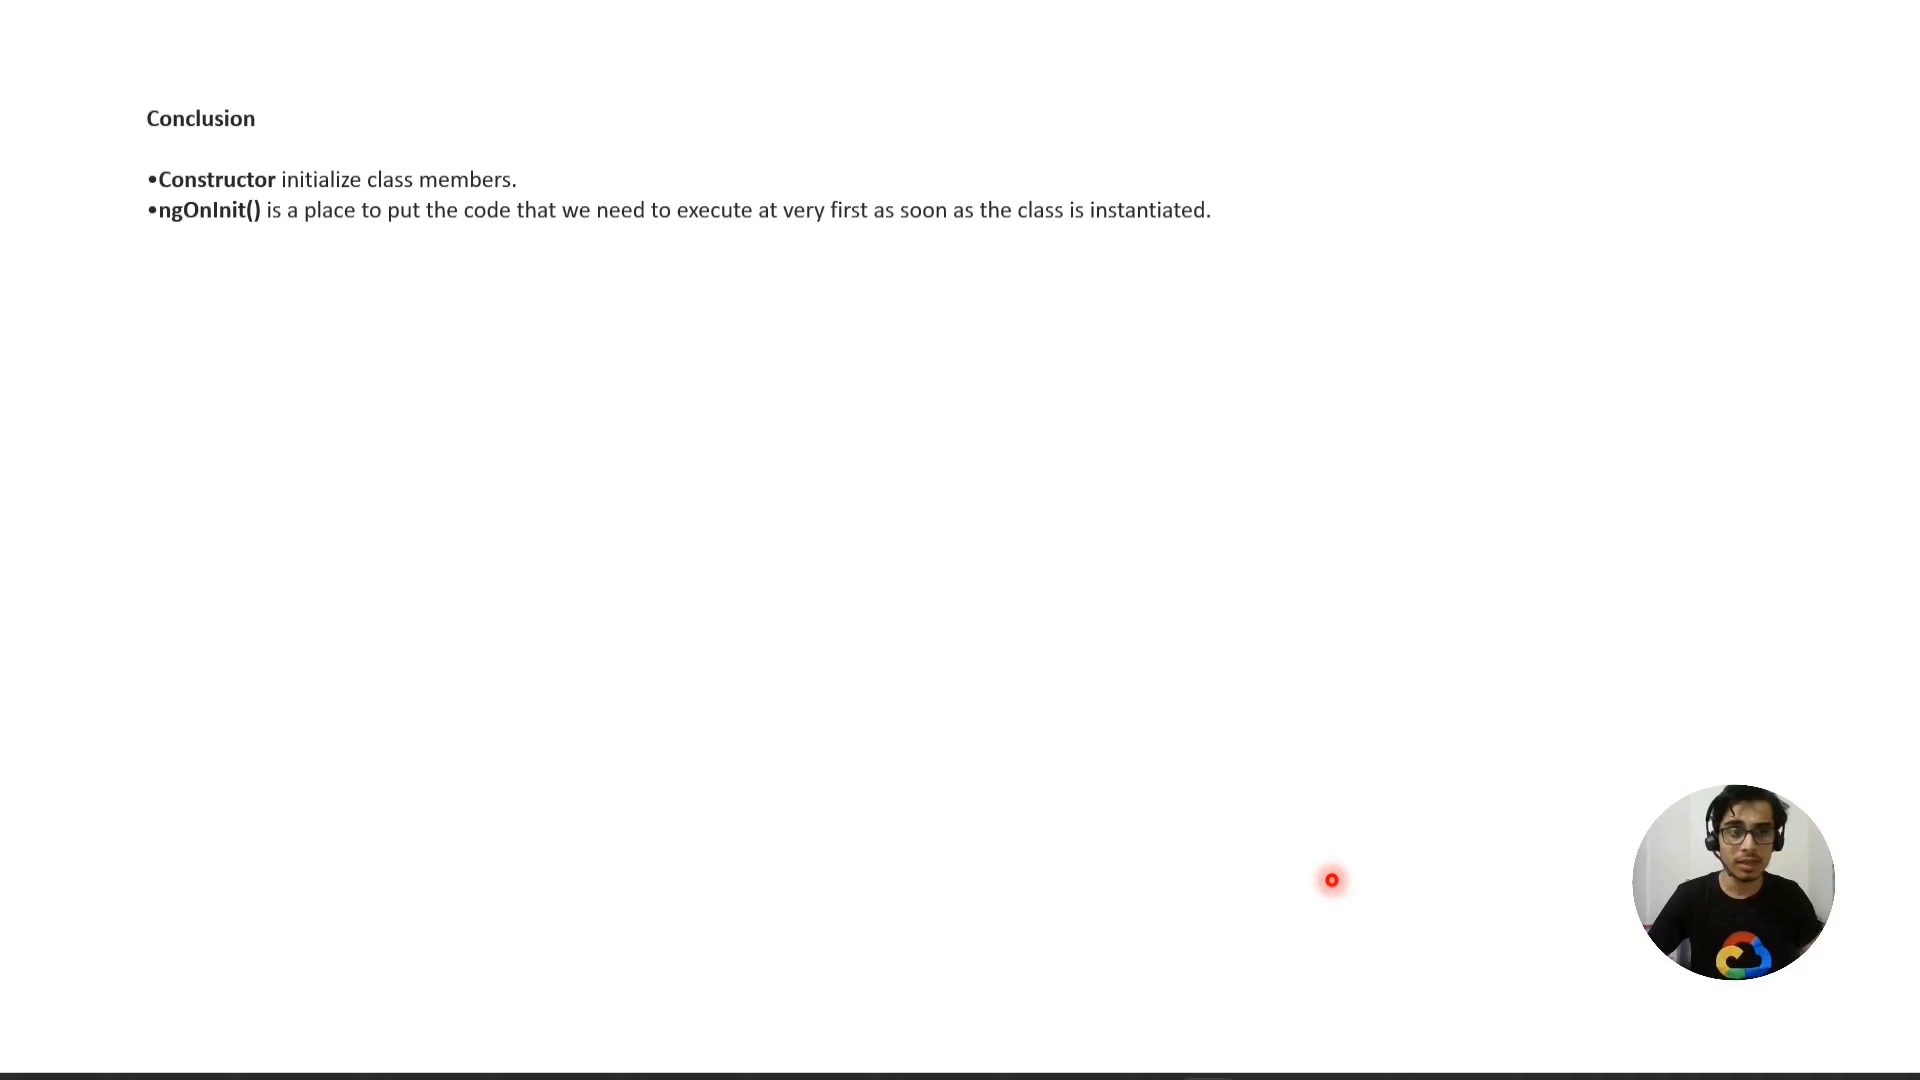 Conclusion
•Constructor initialize class members.
•ngOnInit() is a place to put the code that we need to execute at very first as soon as the class is instantiated.